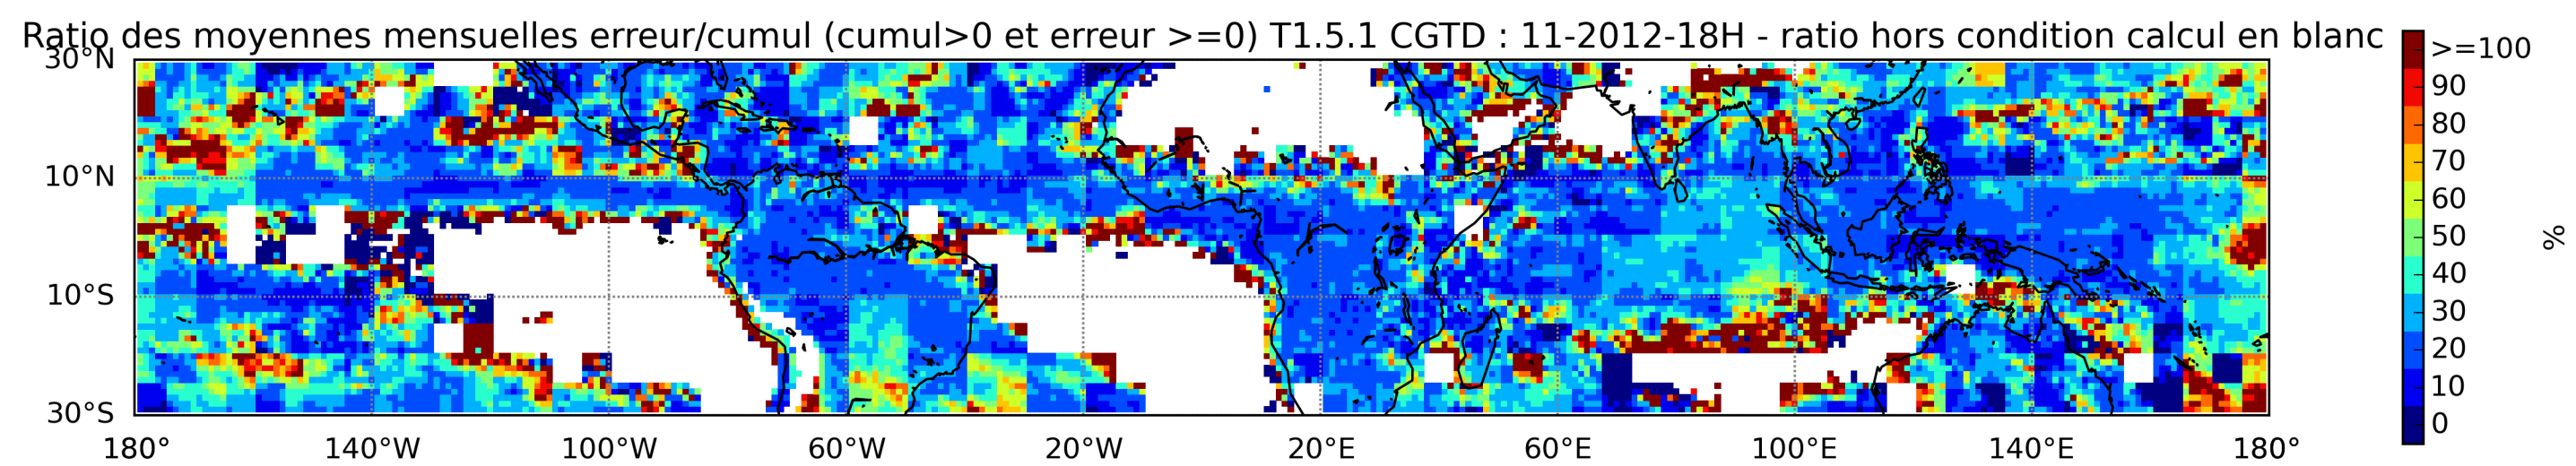 Ratio des moyennes mensuelles erreur/cumul (cumul>0 et erreur >=0) T1.5.1 CGTD : 11-2012-18H - ratio hors condition calcul en blanc
30°N
10°N
10°S
30°S
180° 140°W 100°W 60°W 20°W 20°E 60°E 100°E 140°E 180°
>=100
90
80
70
60
50
40
30
20
10
0
%